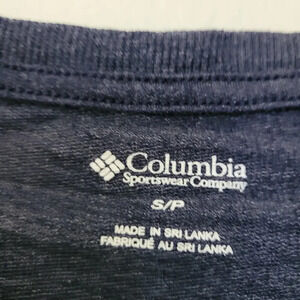 Columbia
Sportswear Company
S/P
MADE IN SRI LANKA
FABRIQUÉ AU SRI LANKA